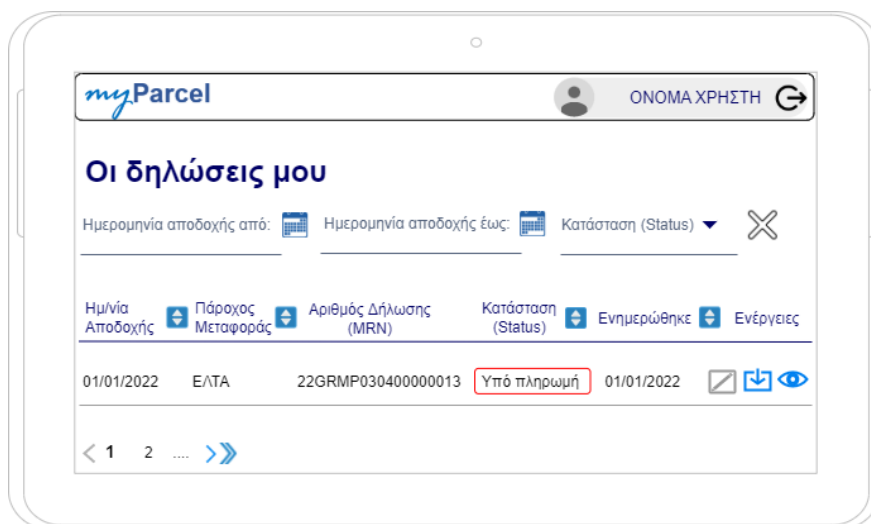 myParcel
ΟΝΟΜΑ ΧΡΗΣΤΗ
Οι δηλώσεις μου
Ημερομηνία αποδοχής από: Ημερομηνία αποδοχής έως: Κατάσταση (Status)
Ημ/νία Αποδοχής Πάροχος Μεταφοράς Αριθμός Δήλωσης (MRN) Κατάσταση (Status) Ενημερώθηκε Ενέργειες
01/01/2022 ΕΛΤΑ 22GRMP030400000013 Υπό πληρωμή 01/01/2022
1 2 ....